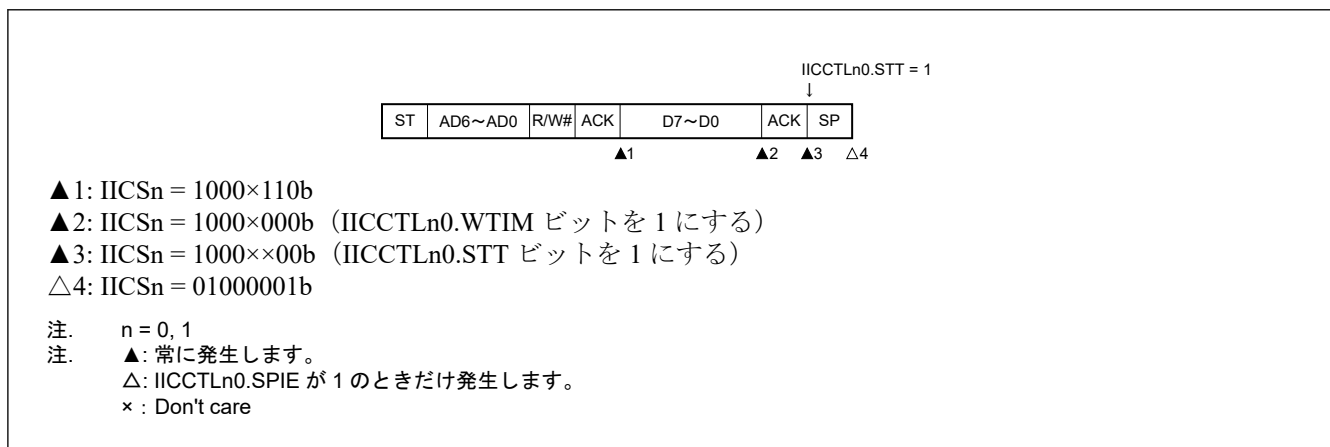 IICCTLn0.STT = 1
↓
ST AD6～AD0 R/W# ACK D7～D0 ACK SP
▲1 ▲2 ▲3 △4
▲1: IICSn = 1000×110b
▲2: IICSn = 1000×000b（IICCTLn0.WTIM ビットを 1 にする）
▲3: IICSn = 1000××00b（IICCTLn0.STT ビットを 1 にする）
△4: IICSn = 01000001b
注. n = 0, 1
注. ▲: 常に発生します。
△: IICCTLn0.SPIE が 1 のときだけ発生します。
×：Don't care